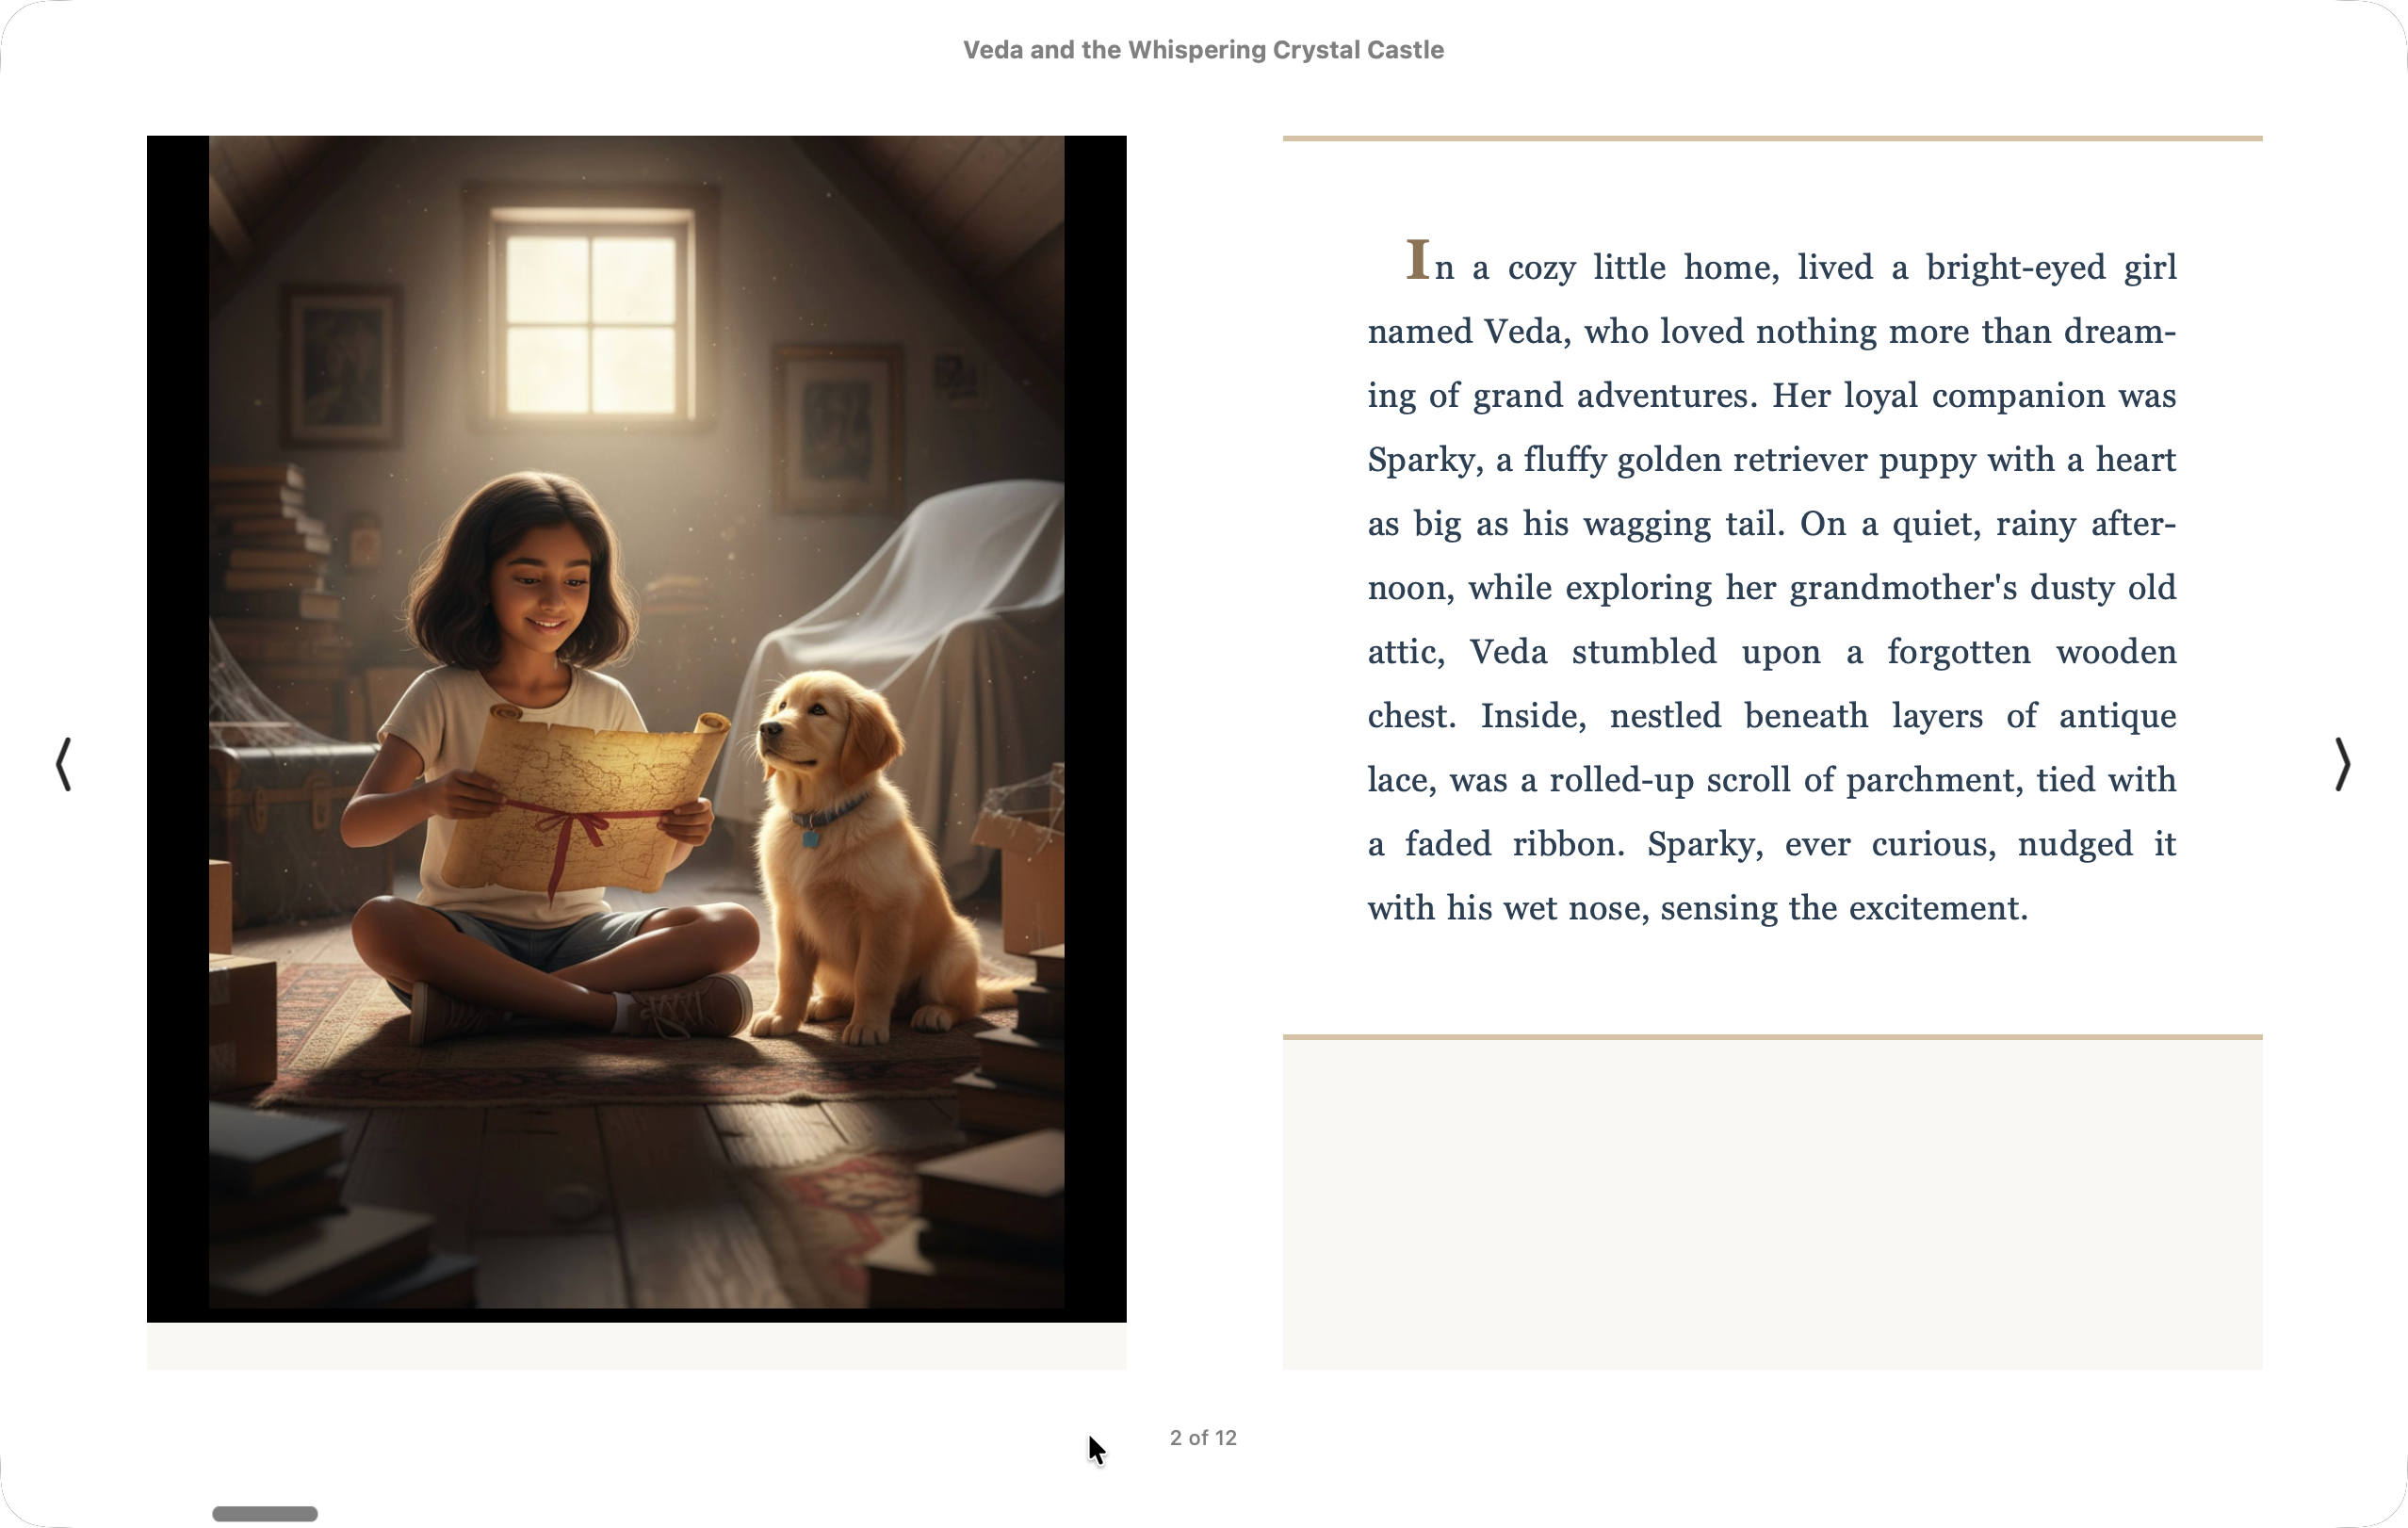 Veda and the Whispering Crystal Castle
In a cozy little home, lived a bright-eyed girl
named Veda, who loved nothing more than dream-
ing of grand adventures. Her loyal companion was
Sparky, a fluffy golden retriever puppy with a heart
as big as his wagging tail. On a quiet, rainy after-
noon, while exploring her grandmother's dusty old
attic, Veda stumbled upon a forgotten wooden
chest. Inside, nestled beneath layers of antique
lace, was a rolled-up scroll of parchment, tied with
a faded ribbon. Sparky, ever curious, nudged it
with his wet nose, sensing the excitement.
2 of 12